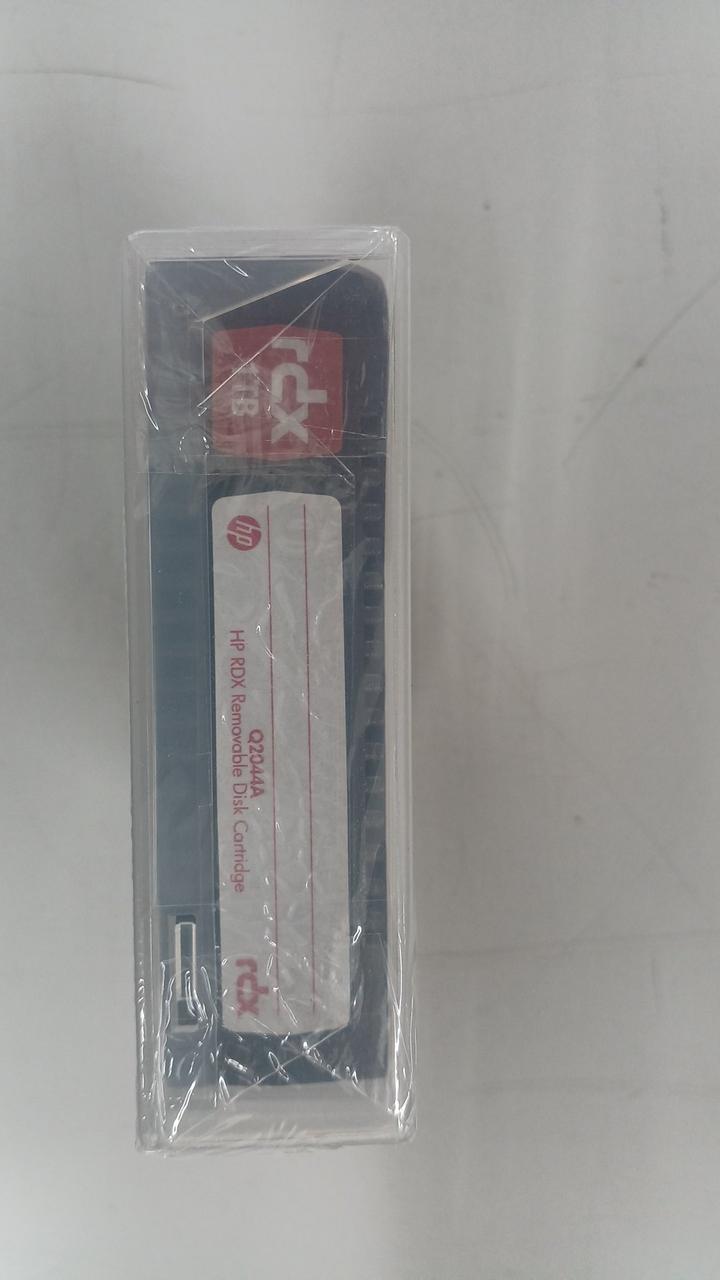 rdx
1TB
hp
Q2044A
HP RDX Removable Disk Cartridge
rdx